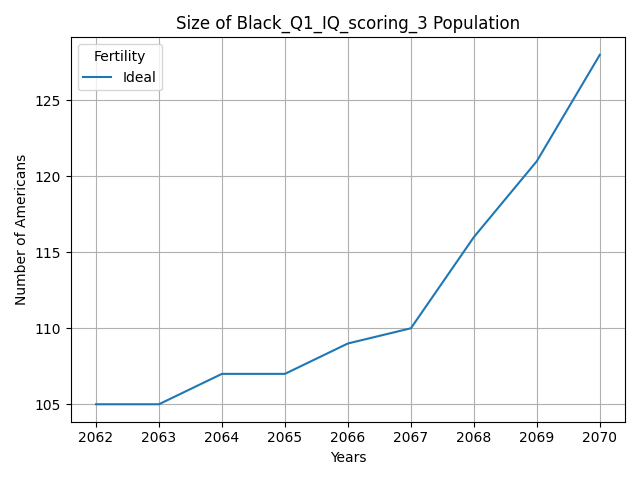 Size of Black_Q1_IQ_scoring_3 Population
Fertility
Ideal
Number of Americans
125
120
115
110
105
2062 2063 2064 2065 2066 2067 2068 2069 2070
Years